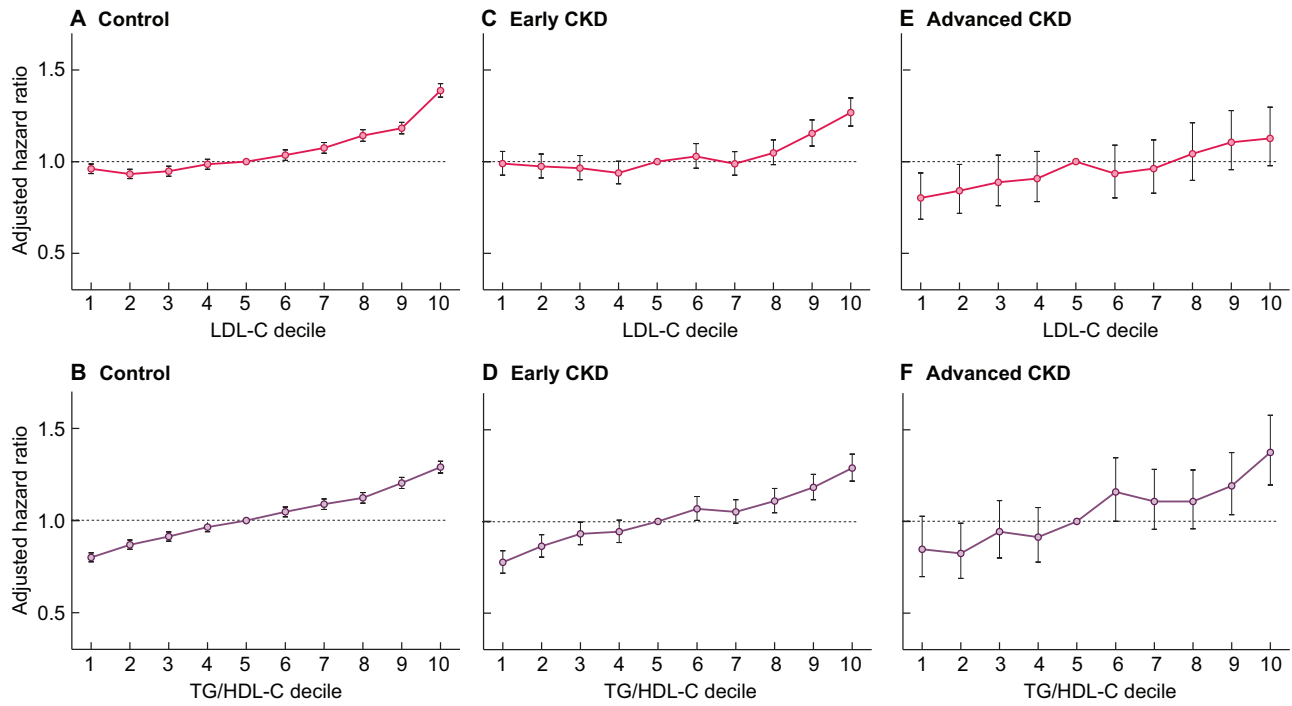 A Control
Adjusted hazard ratio
1.5
1.0
0.5
1 2 3 4 5 6 7 8 9 10
LDL-C decile
C Early CKD
1 2 3 4 5 6 7 8 9 10
LDL-C decile
E Advanced CKD
1 2 3 4 5 6 7 8 9 10
LDL-C decile
B Control
Adjusted hazard ratio
1.5
1.0
0.5
1 2 3 4 5 6 7 8 9 10
TG/HDL-C decile
D Early CKD
1 2 3 4 5 6 7 8 9 10
TG/HDL-C decile
F Advanced CKD
1 2 3 4 5 6 7 8 9 10
TG/HDL-C decile